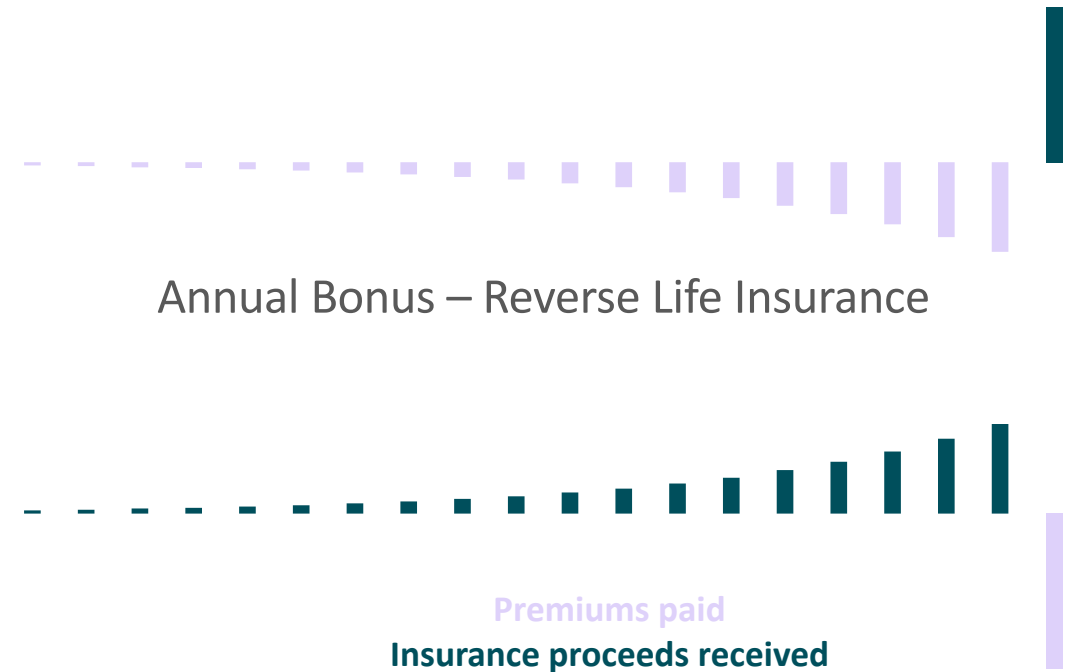 Annual Bonus – Reverse Life Insurance
Premiums paid
Insurance proceeds received